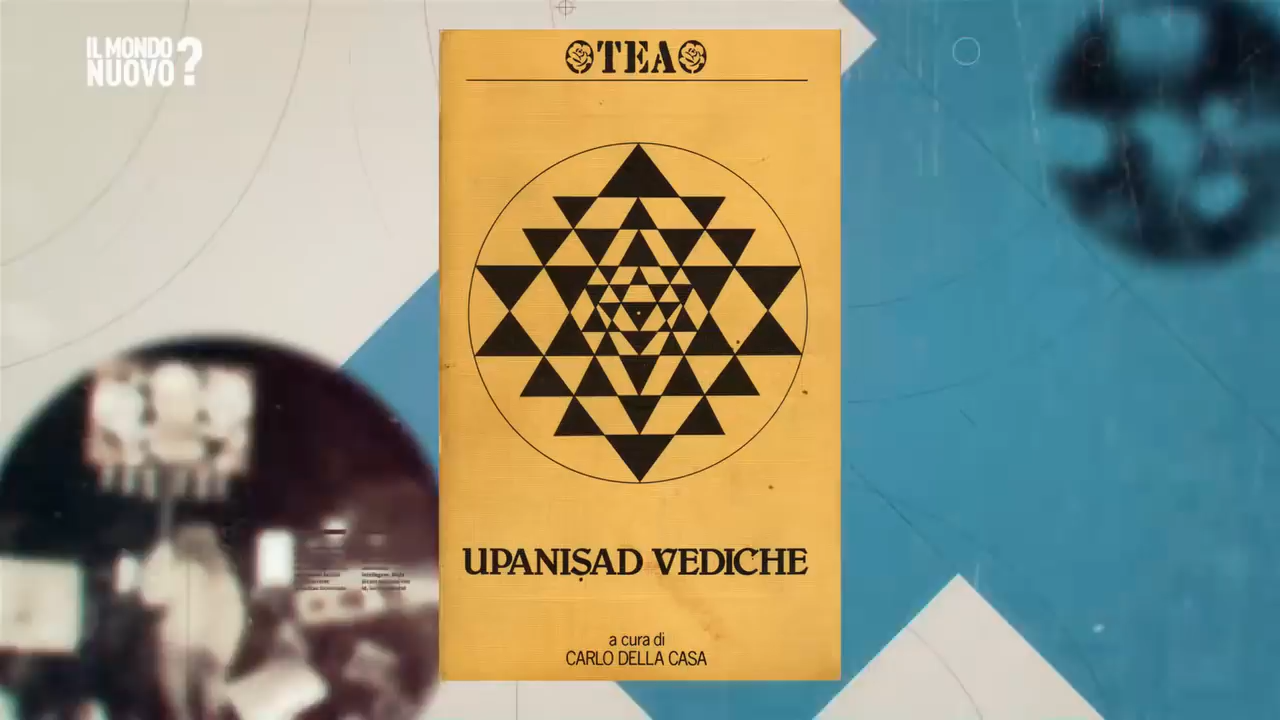 IL MONDO
NUOVO?
TEA
UPANIṢAD VEDICHE
a cura di
CARLO DELLA CASA